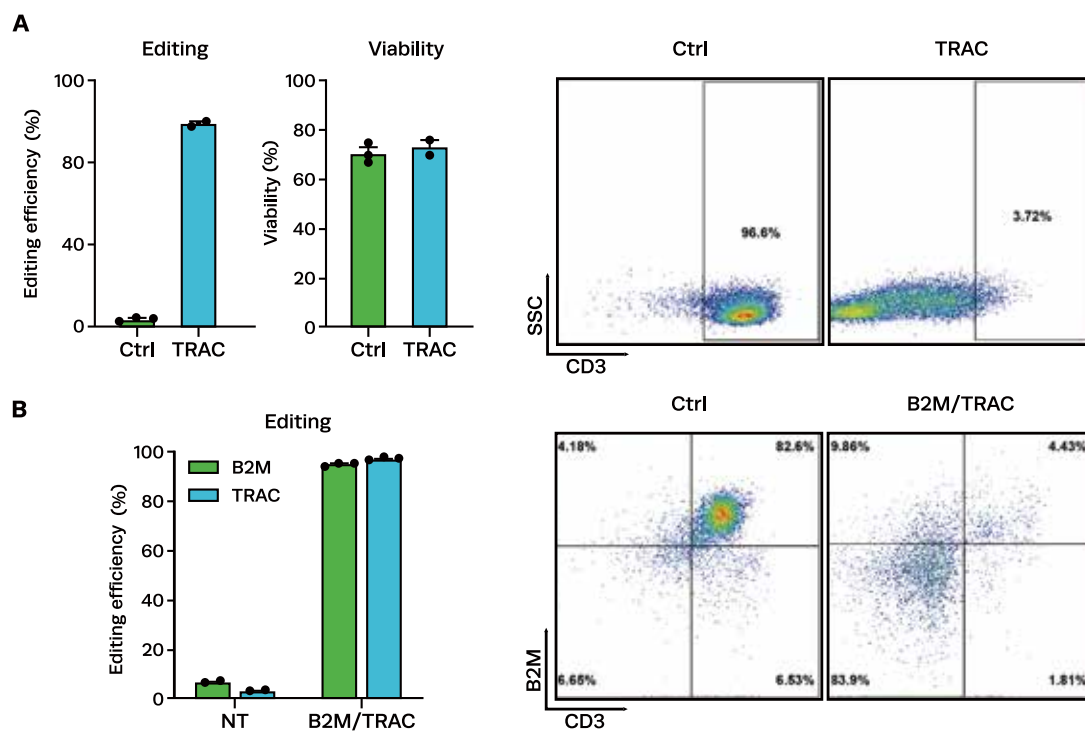 A
Editing
Editing efficiency (%)
100
80
40
0
Ctrl
TRAC
Viability
Viability (%)
100
80
60
40
20
0
Ctrl
TRAC
Ctrl
TRAC
96.6%
3.72%
SSC
CD3
B
Editing
Editing efficiency (%)
100
80
60
40
20
0
B2M
TRAC
NT
B2M/TRAC
Ctrl
B2M/TRAC
4.18%
82.6%
9.86%
4.43%
6.65%
6.53%
83.9%
1.81%
B2M
CD3